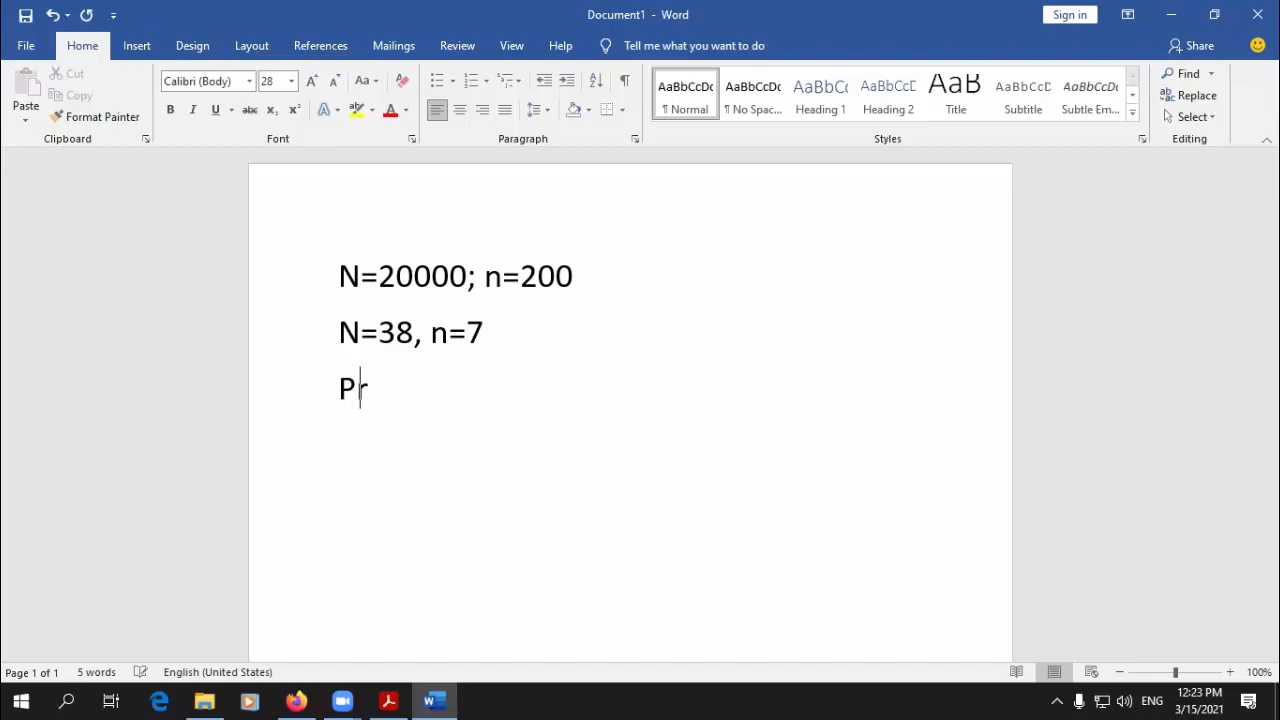 Document1 - Word
Sign in
File Home Insert Design Layout References Mailings Review View Help Tell me what you want to do Share
Paste
Cut
Copy
Format Painter
Clipboard
Calibri (Body) 28
Font
Paragraph
AaBbCcDc AaBbCcDc AaBbCc AaBbCcD AaB AaBbCcD AaBbCcDc
¶ Normal ¶ No Spac... Heading 1 Heading 2 Title Subtitle Subtle Em...
Styles
Find
Replace
Select
Editing
N=20000; n=200
N=38, n=7
Pr
Page 1 of 1 5 words English (United States) 100%
ENG
12:23 PM
3/15/2021